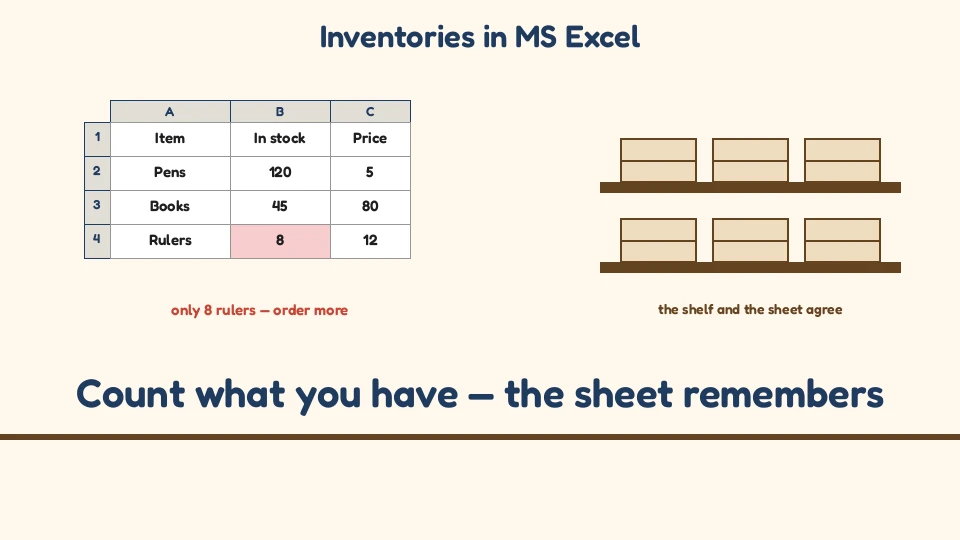 Inventories in MS Excel
A B C
1 Item In stock Price
2 Pens 120 5
3 Books 45 80
4 Rulers 8 12
only 8 rulers — order more
the shelf and the sheet agree
Count what you have — the sheet remembers